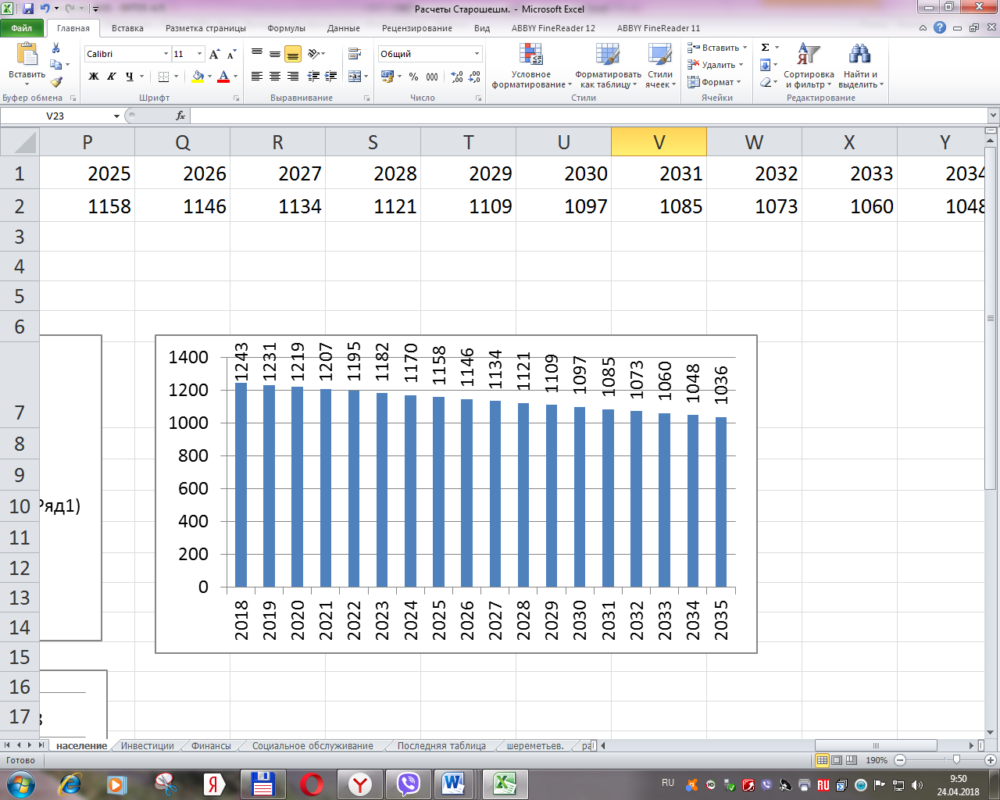 Расчеты Старошешм. - Microsoft Excel
Файл Главная Вставка Разметка страницы Формулы Данные Рецензирование Вид ABBYY FineReader 12 ABBYY FineReader 11
Calibri 11 Общий Вставить
Вставить Ж К Ч А % 000 Условное форматирование Форматировать как таблицу Стили ячеек Удалить Формат Σ Сортировка и фильтр Найти и выделить
Буфер обмена Шрифт Выравнивание Число Стили Ячейки Редактирование
V23 fx
P Q R S T U V W X Y
1 2025 2026 2027 2028 2029 2030 2031 2032 2033 2034
2 1158 1146 1134 1121 1109 1097 1085 1073 1060 1048
3
4
5
6
7
8
9
10 Ряд1)
11
12
13
14
15
16
17
1400
1200
1000
800
600
400
200
0
1243 1231 1219 1207 1195 1182 1170 1158 1146 1134 1121 1109 1097 1085 1073 1060 1048 1036
2018 2019 2020 2021 2022 2023 2024 2025 2026 2027 2028 2029 2030 2031 2032 2033 2034 2035
население Инвестиции Финансы Социальное обслуживание Последняя таблица шереметьев. ра
Готово 190%
RU RU 9:50
24.04.2018